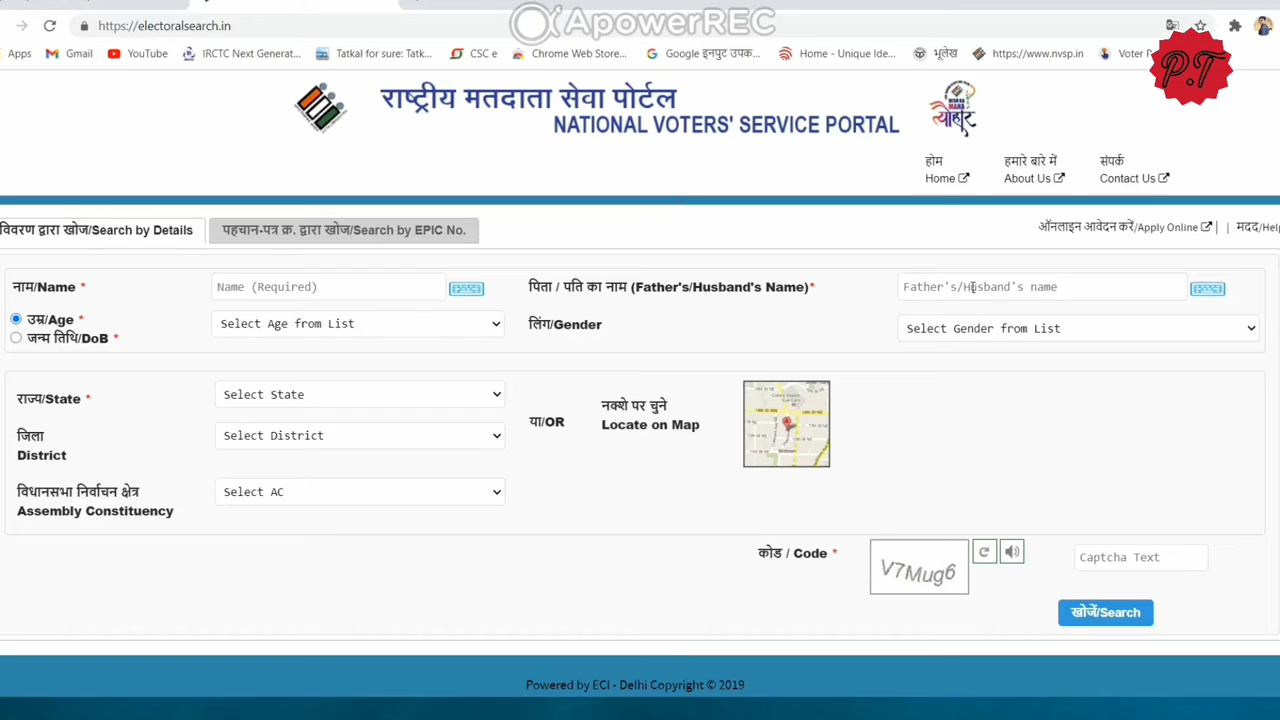 https://electoralsearch.in
ApowerREC
Apps Gmail YouTube IRCTC Next Generat... Tatkal for sure: Tatk... CSC e Chrome Web Store... Google इनपुट उपक... Home - Unique Ide... भूलेख https://www.nvsp.in Voter
P.T
राष्ट्रीय मतदाता सेवा पोर्टल
NATIONAL VOTERS' SERVICE PORTAL
त्योहार
होम हमारे बारे में संपर्क
Home About Us Contact Us
विवरण द्वारा खोज/Search by Details पहचान-पत्र क्र. द्वारा खोज/Search by EPIC No. ऑनलाइन आवेदन करें/Apply Online | | मदद/Help
नाम/Name * Name (Required) पिता / पति का नाम (Father's/Husband's Name)* Father's/Husband's name
उम्र/Age * Select Age from List लिंग/Gender Select Gender from List
जन्म तिथि/DoB *
राज्य/State * Select State
या/OR
नक्शे पर चुने
Locate on Map
जिला
District
Select District
विधानसभा निर्वाचन क्षेत्र
Assembly Constituency
Select AC
कोड / Code * V7Mug6 Captcha Text
खोजें/Search
Powered by ECI - Delhi Copyright © 2019